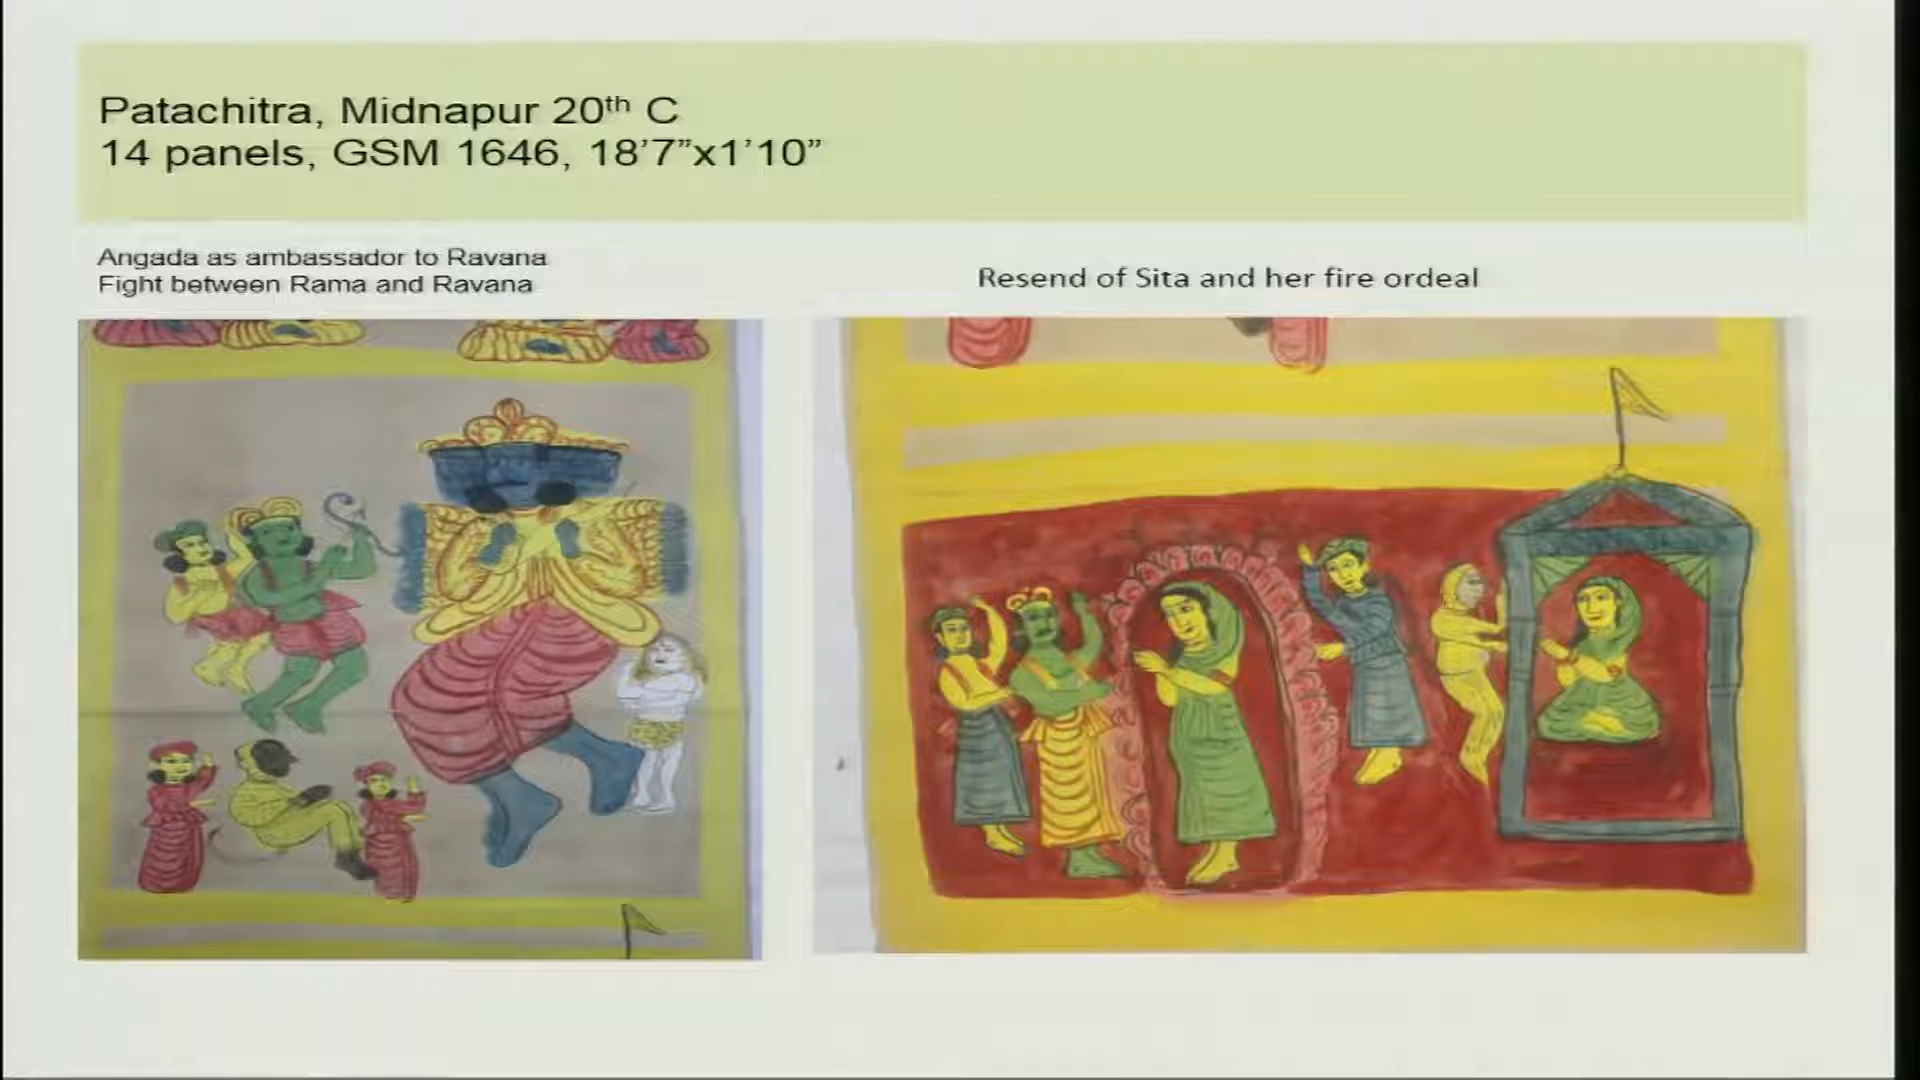 Patachitra, Midnapur 20th C
14 panels, GSM 1646, 18’7”x1’10”
Angada as ambassador to Ravana
Fight between Rama and Ravana
Resend of Sita and her fire ordeal